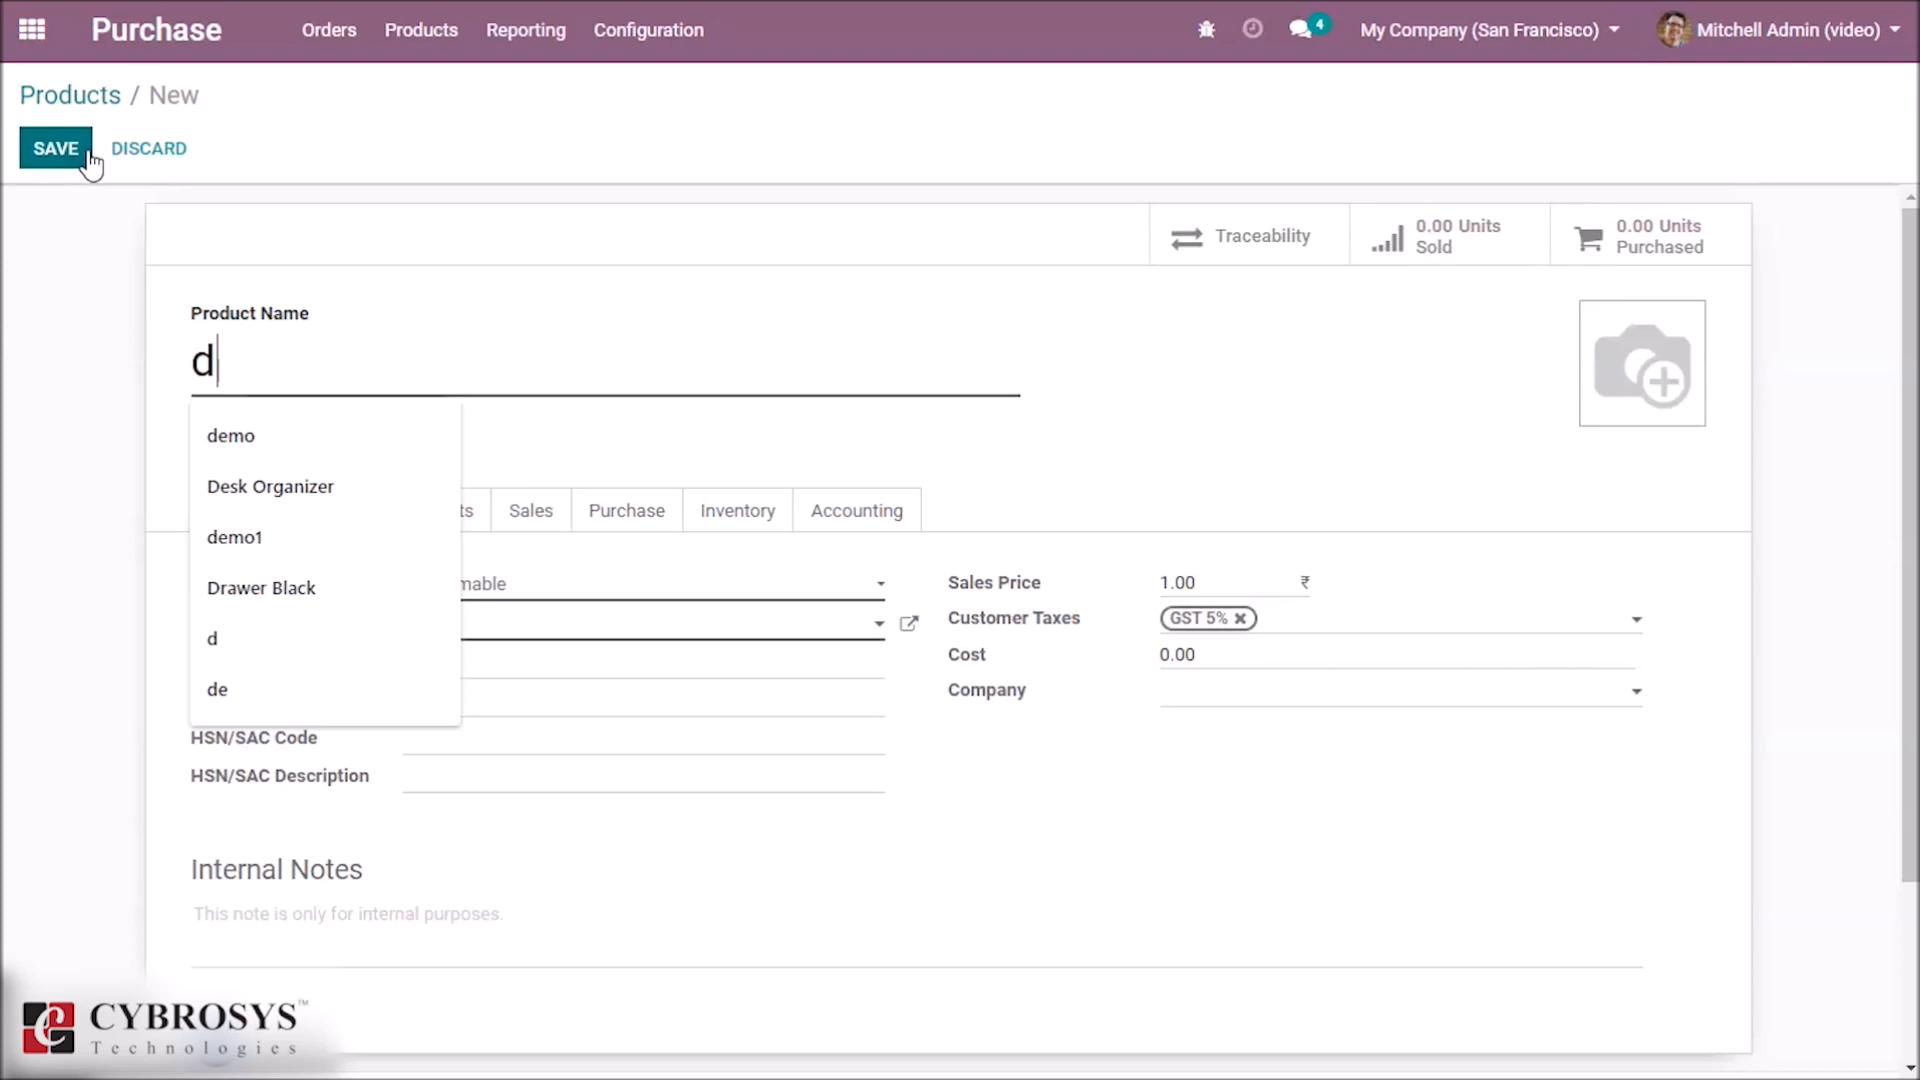 Purchase
Orders
Products
Reporting
Configuration
4
My Company (San Francisco)
Mitchell Admin (video)
Products / New
SAVE
DISCARD
Traceability
0.00 Units
Sold
0.00 Units
Purchased
Product Name
d
demo
Desk Organizer
demo1
Drawer Black
d
de
ts
Sales
Purchase
Inventory
Accounting
mable
Sales Price
1.00 ₹
Customer Taxes
GST 5%
Cost
0.00
Company
HSN/SAC Code
HSN/SAC Description
Internal Notes
This note is only for internal purposes.
CYBROSYS™
Technologies